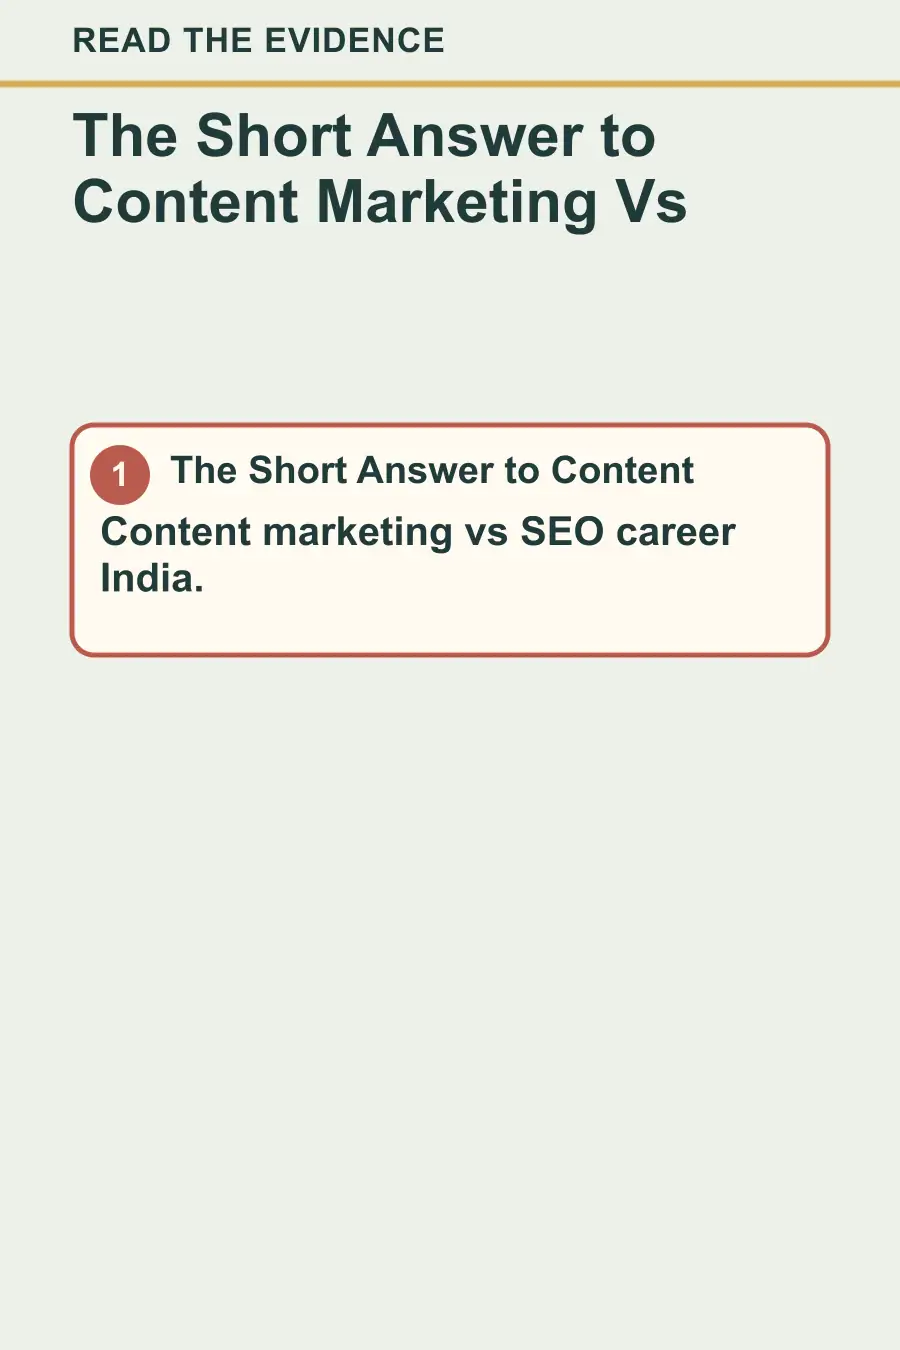 READ THE EVIDENCE
The Short Answer to
Content Marketing Vs
1 The Short Answer to Content
Content marketing vs SEO career
India.